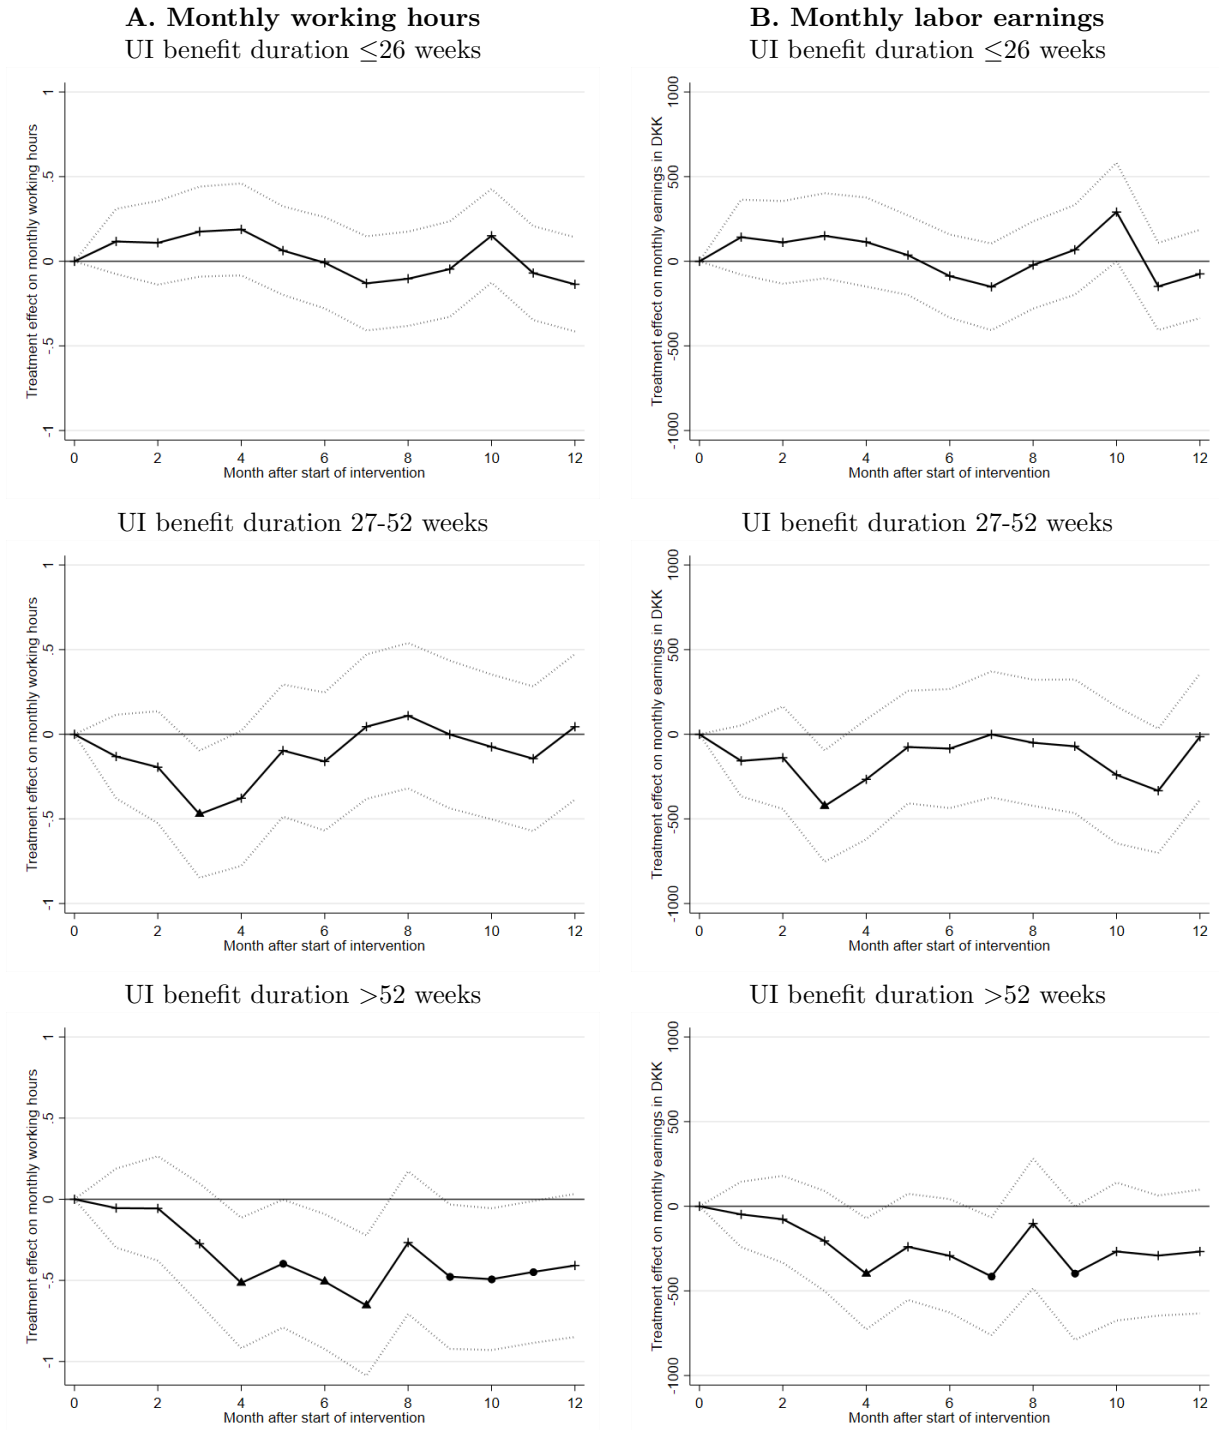 A. Monthly working hours
UI benefit duration ≤26 weeks
Treatment effect on monthly working hours
1
.5
0
-.5
-1
0 2 4 6 8 10 12
Month after start of intervention
B. Monthly labor earnings
UI benefit duration ≤26 weeks
Treatment effect on monthly earnings in DKK
1000
500
0
-500
-1000
0 2 4 6 8 10 12
Month after start of intervention
UI benefit duration 27-52 weeks
Treatment effect on monthly working hours
1
.5
0
-.5
-1
0 2 4 6 8 10 12
Month after start of intervention
UI benefit duration 27-52 weeks
Treatment effect on monthly earnings in DKK
1000
500
0
-500
-1000
0 2 4 6 8 10 12
Month after start of intervention
UI benefit duration >52 weeks
Treatment effect on monthly working hours
1
.5
0
-.5
-1
0 2 4 6 8 10 12
Month after start of intervention
UI benefit duration >52 weeks
Treatment effect on monthly earnings in DKK
1000
500
0
-500
-1000
0 2 4 6 8 10 12
Month after start of intervention